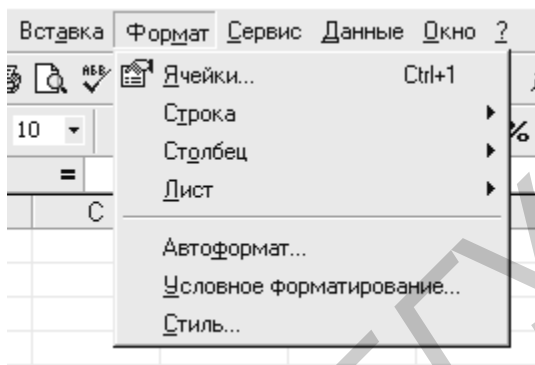 Вставка Формат Сервис Данные Окно ?
Ячейки... Ctrl+1
10 Строка %
= Столбец
Лист
C
Автоформат...
Условное форматирование...
Стиль...